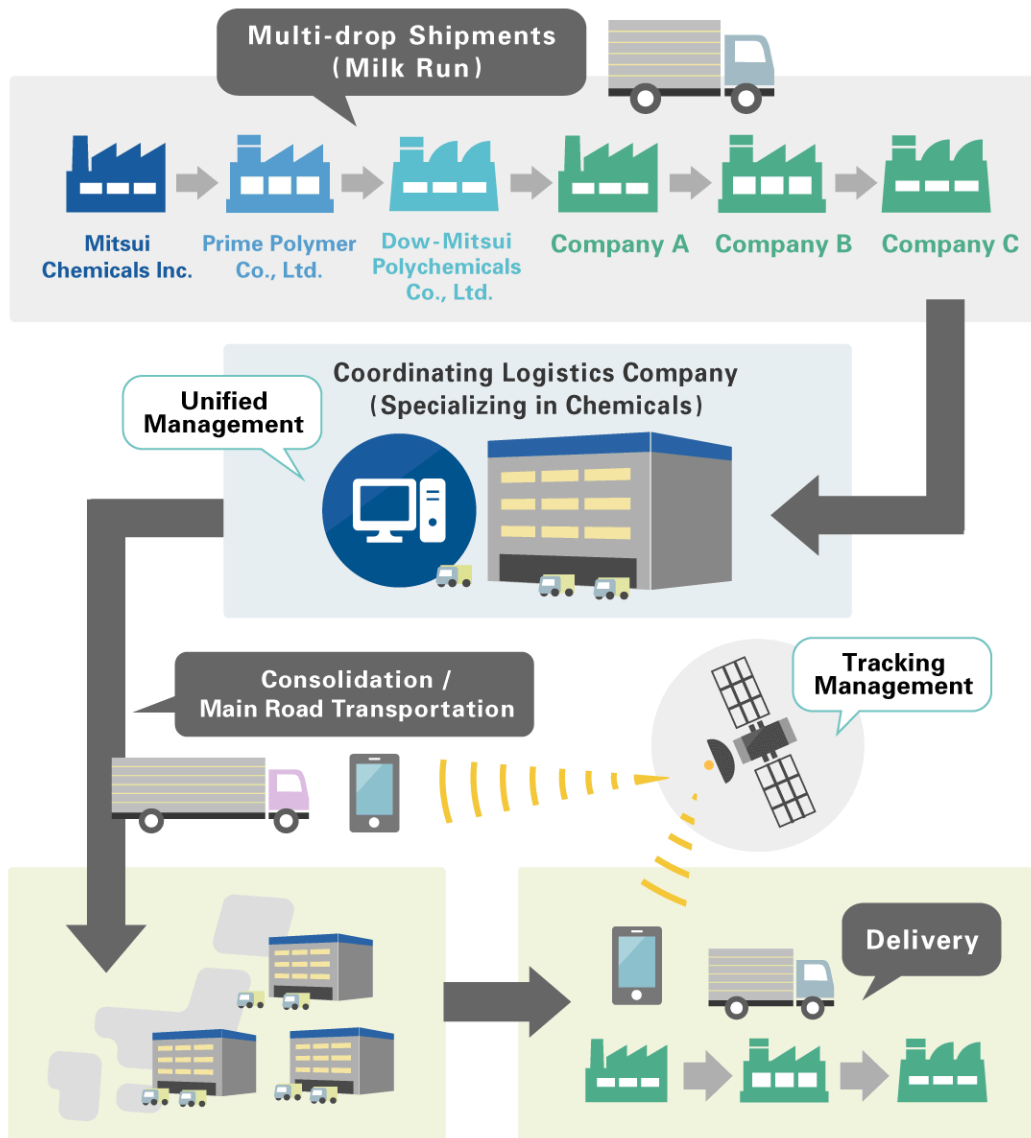 Multi-drop Shipments
(Milk Run)
Mitsui
Chemicals Inc.
Prime Polymer
Co., Ltd.
Dow-Mitsui
Polychemicals
Co., Ltd.
Company A
Company B
Company C
Coordinating Logistics Company
(Specializing in Chemicals)
Unified
Management
Consolidation /
Main Road Transportation
Tracking
Management
Delivery